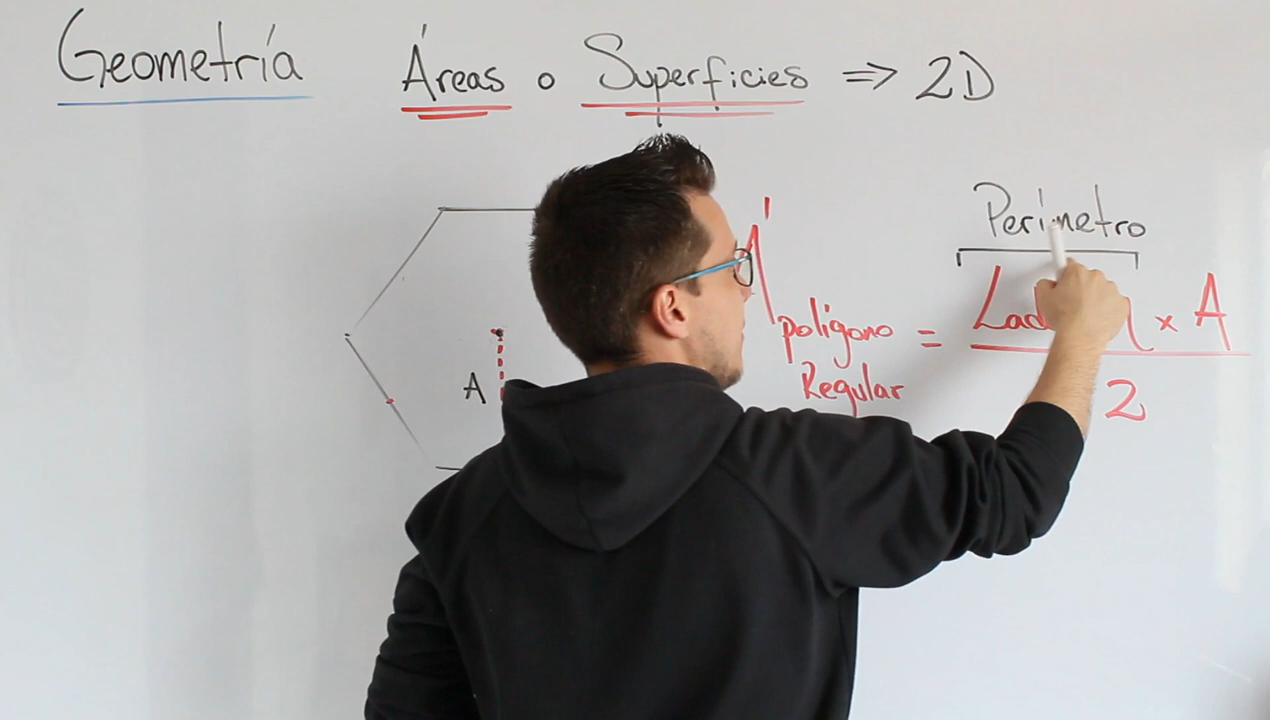 Geometría Áreas o Superficies => 2D
Perímetro
Á polígono Regular = x A
2
A